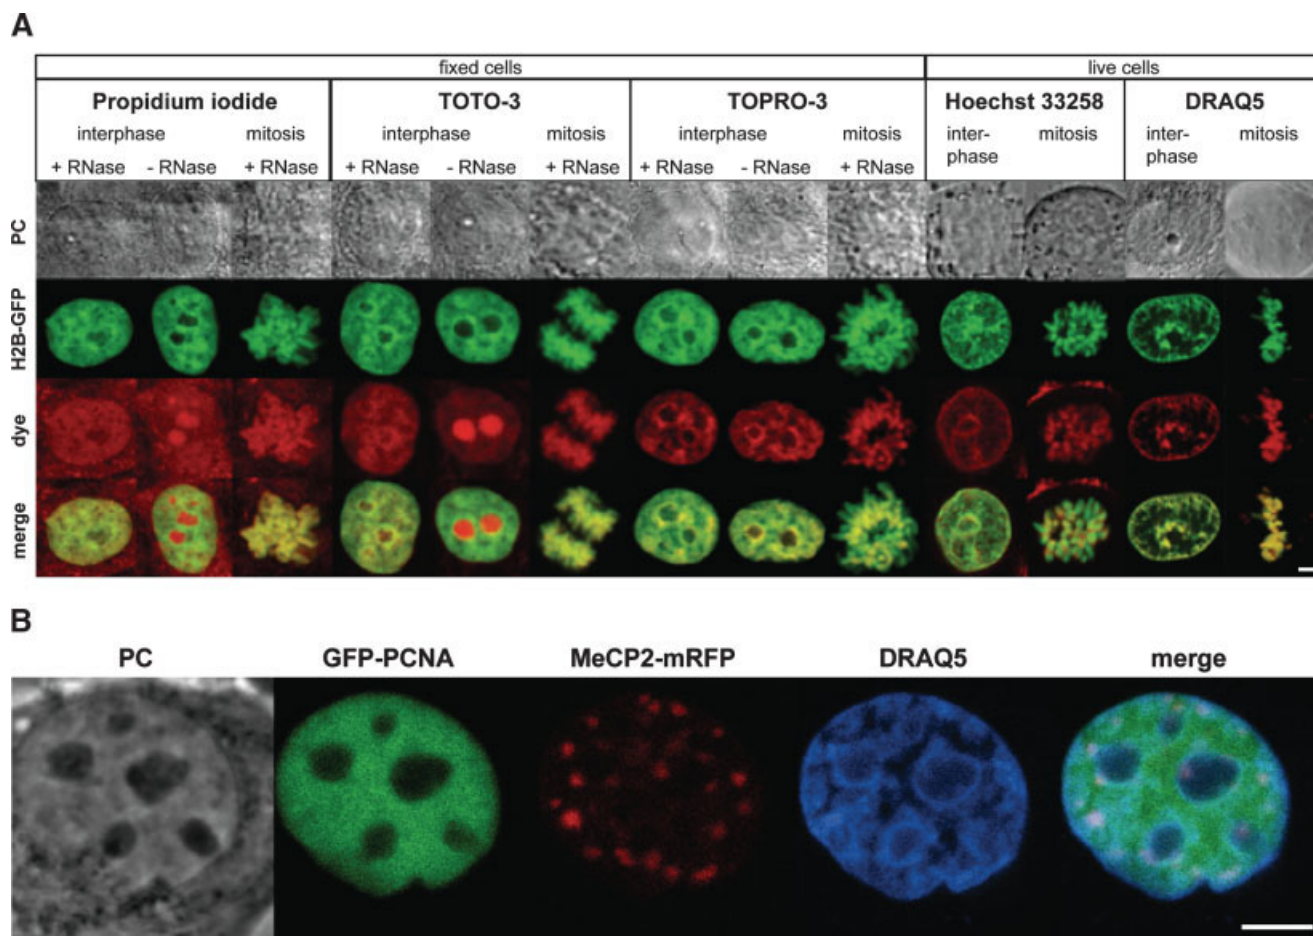 A
fixed cells live cells
Propidium iodide TOTO-3 TOPRO-3 Hoechst 33258 DRAQ5
interphase mitosis interphase mitosis interphase mitosis inter- mitosis inter- mitosis
phase phase
+ RNase - RNase + RNase + RNase - RNase + RNase + RNase - RNase + RNase
PC
H2B-GFP
dye
merge
B
PC GFP-PCNA MeCP2-mRFP DRAQ5 merge